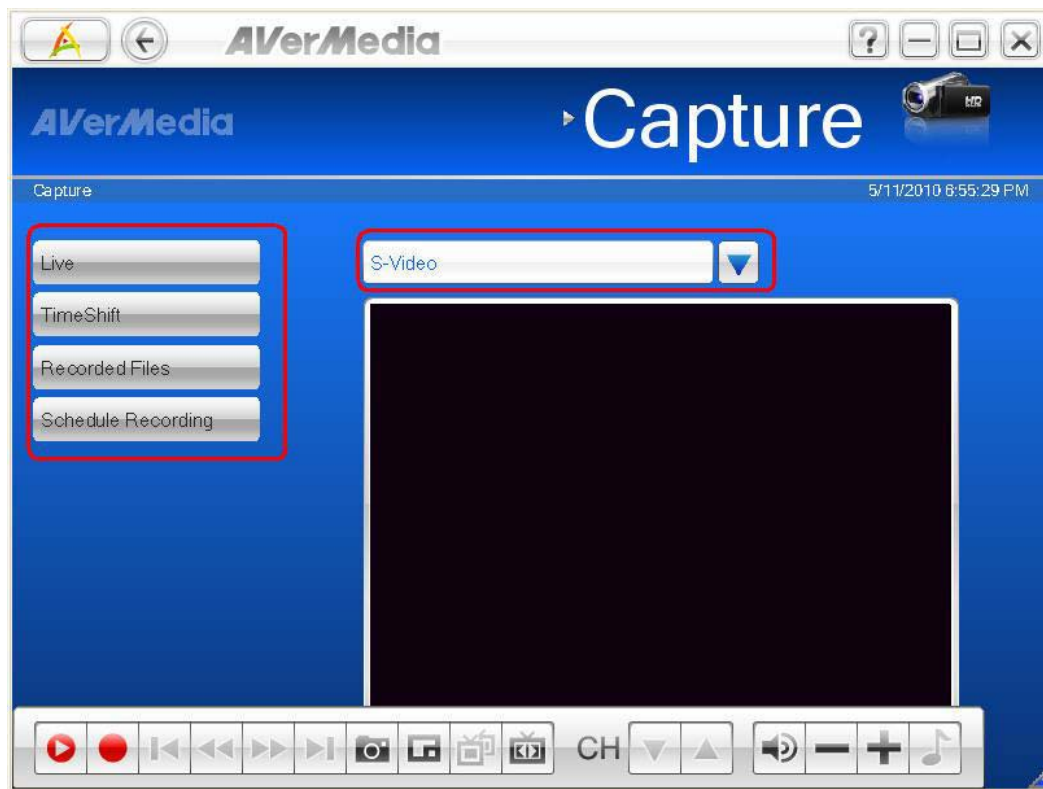 AVerMedia
?
AVerMedia
Capture
Capture
5/11/2010 6:55:29 PM
Live
S-Video
TimeShift
Recorded Files
Schedule Recording
CH